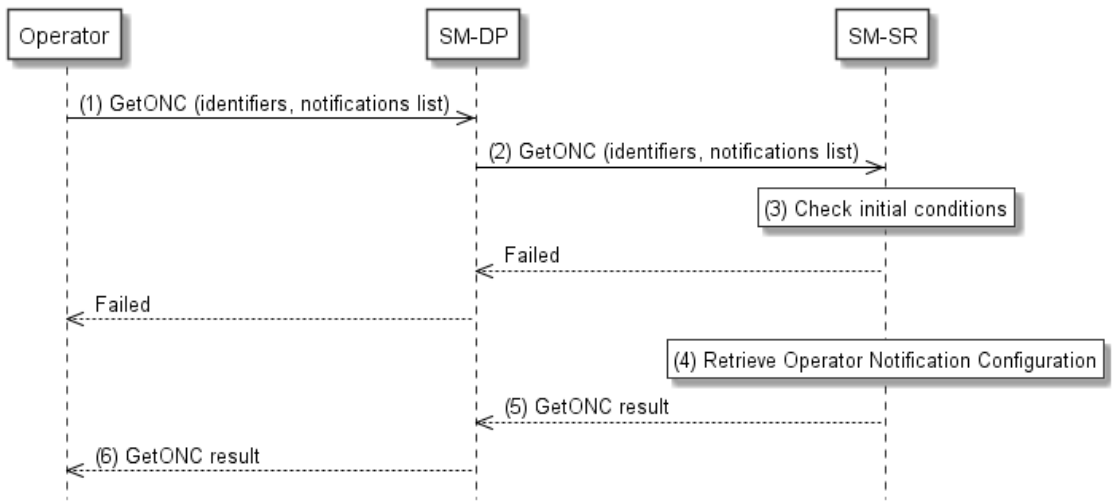 Operator
SM-DP
SM-SR
(1) GetONC (identifiers, notifications list)
(2) GetONC (identifiers, notifications list)
(3) Check initial conditions
Failed
Failed
(4) Retrieve Operator Notification Configuration
(5) GetONC result
(6) GetONC result